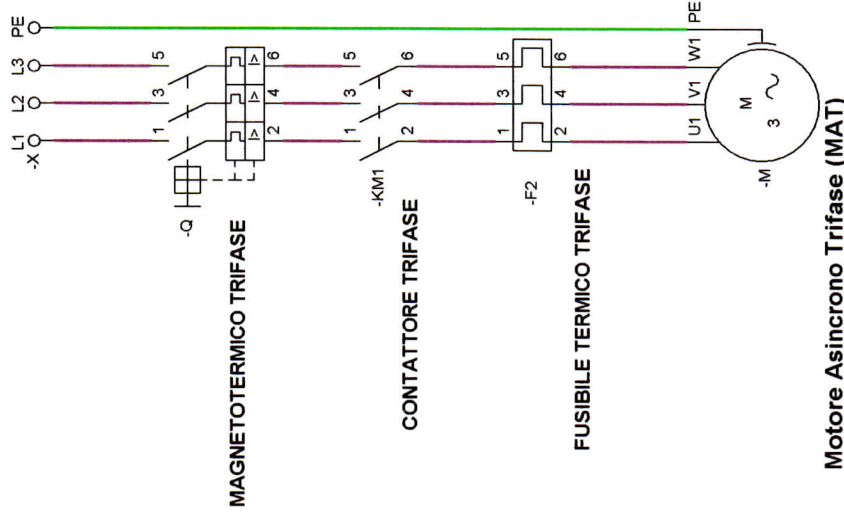 L1 L2 L3 PE
-X
1 3 5
-Q
2 4 6
MAGNETOTERMICO TRIFASE
1 3 5
-KM1
2 4 6
CONTATTORE TRIFASE
1 3 5
-F2
2 4 6
FUSIBILE TERMICO TRIFASE
U1 V1 W1 PE
M
3
-M
Motore Asincrono Trifase (MAT)